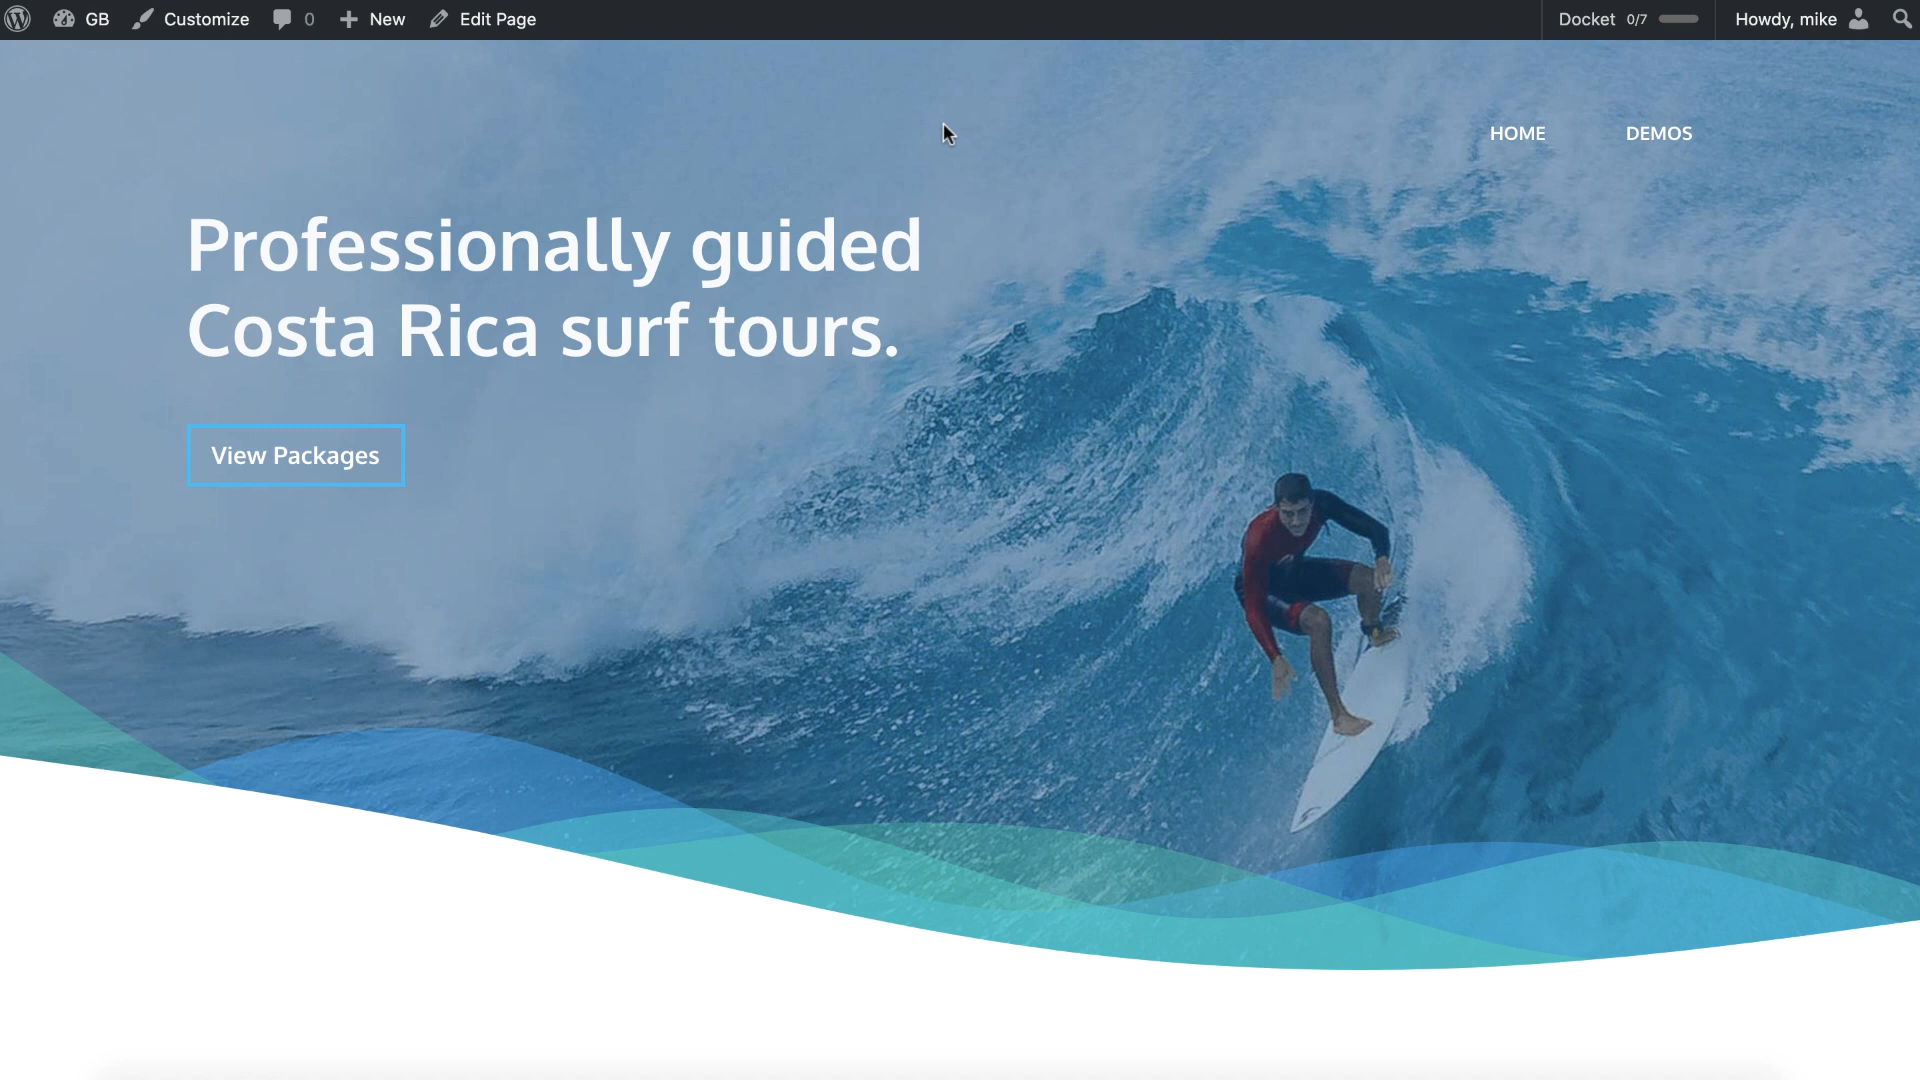 GB Customize 0 New Edit Page Docket 0/7 Howdy, mike
HOME DEMOS
Professionally guided
Costa Rica surf tours.
View Packages